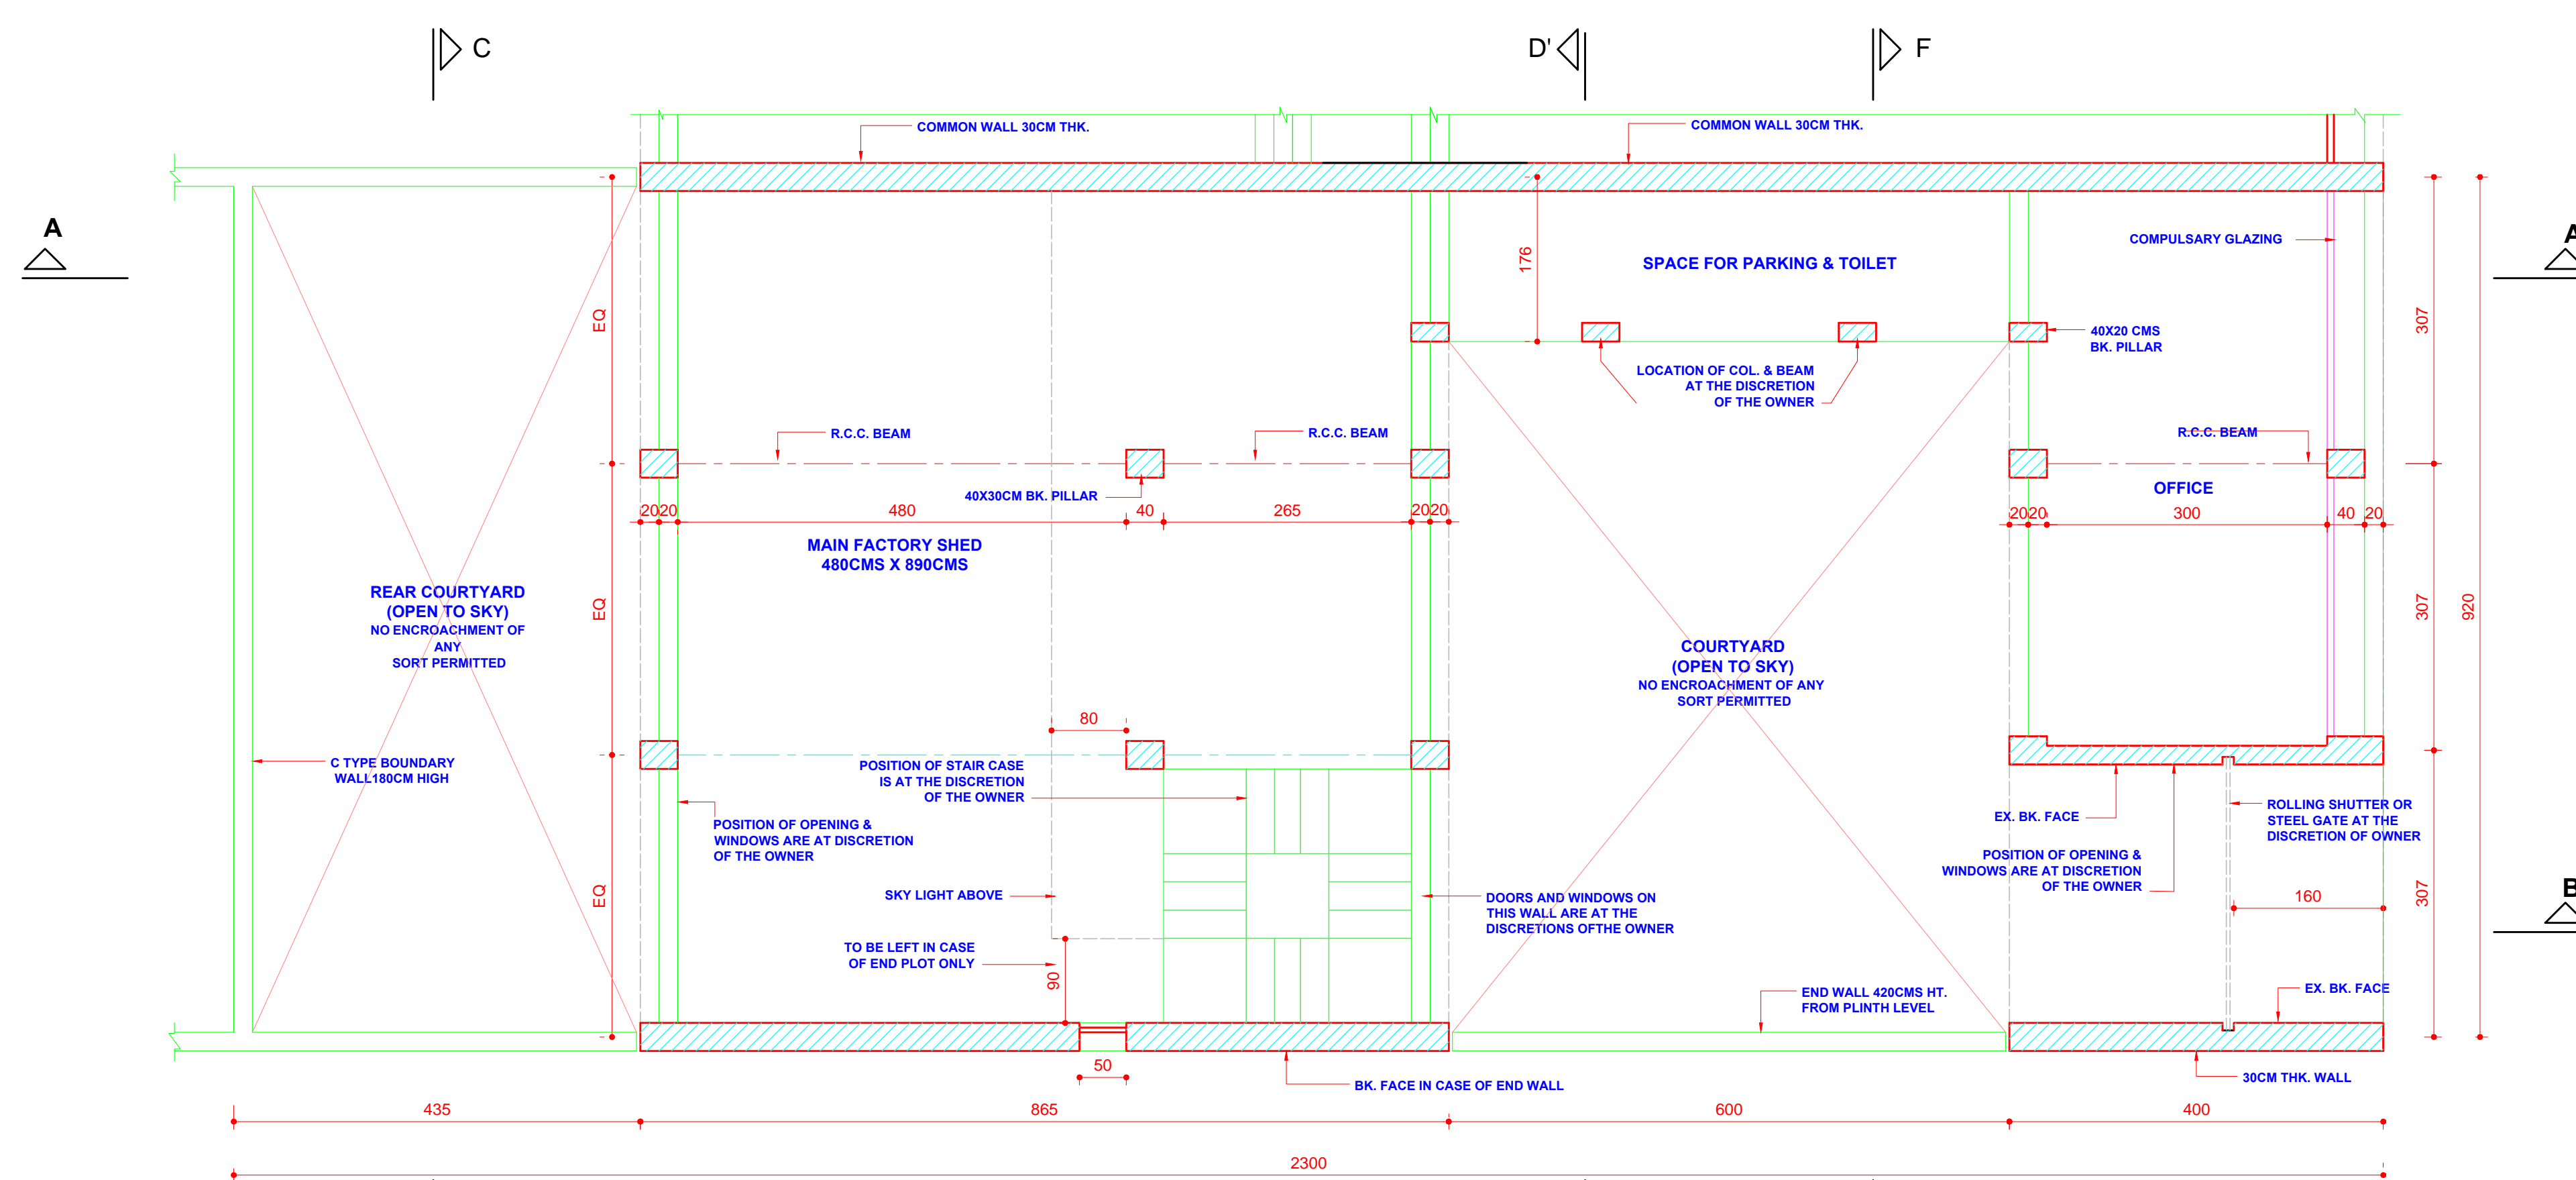 C
D'
F
COMMON WALL 30CM THK.
COMMON WALL 30CM THK.
A
A
COMPULSARY GLAZING
176
SPACE FOR PARKING & TOILET
EQ
307
40X20 CMS
BK. PILLAR
LOCATION OF COL. & BEAM
AT THE DISCRETION
OF THE OWNER
R.C.C. BEAM
R.C.C. BEAM
R.C.C. BEAM
40X30CM BK. PILLAR
OFFICE
20 20 480 40 265 20 20
20 20 300 40 20
MAIN FACTORY SHED
480CMS X 890CMS
REAR COURTYARD
(OPEN TO SKY)
NO ENCROACHMENT OF
ANY
SORT PERMITTED
EQ
307
920
COURTYARD
(OPEN TO SKY)
NO ENCROACHMENT OF ANY
SORT PERMITTED
80
C TYPE BOUNDARY
WALL180CM HIGH
POSITION OF STAIR CASE
IS AT THE DISCRETION
OF THE OWNER
POSITION OF OPENING &
WINDOWS ARE AT DISCRETION
OF THE OWNER
EX. BK. FACE
ROLLING SHUTTER OR
STEEL GATE AT THE
DISCRETION OF OWNER
POSITION OF OPENING &
WINDOWS ARE AT DISCRETION
OF THE OWNER
EQ
SKY LIGHT ABOVE
DOORS AND WINDOWS ON
THIS WALL ARE AT THE
DISCRETIONS OFTHE OWNER
160
307
B
TO BE LEFT IN CASE
OF END PLOT ONLY
90
END WALL 420CMS HT.
FROM PLINTH LEVEL
EX. BK. FACE
50
BK. FACE IN CASE OF END WALL
30CM THK. WALL
435 865 600 400
2300